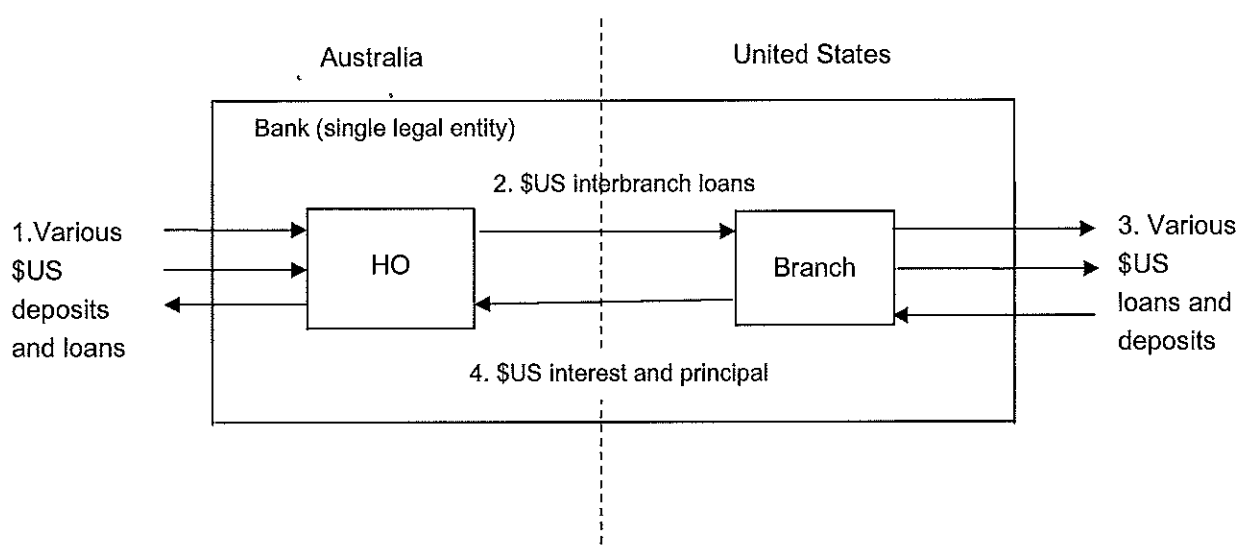 Australia
United States
Bank (single legal entity)
2. $US interbranch loans
1.Various
$US
deposits
and loans
HO
Branch
3. Various
$US
loans and
deposits
4. $US interest and principal